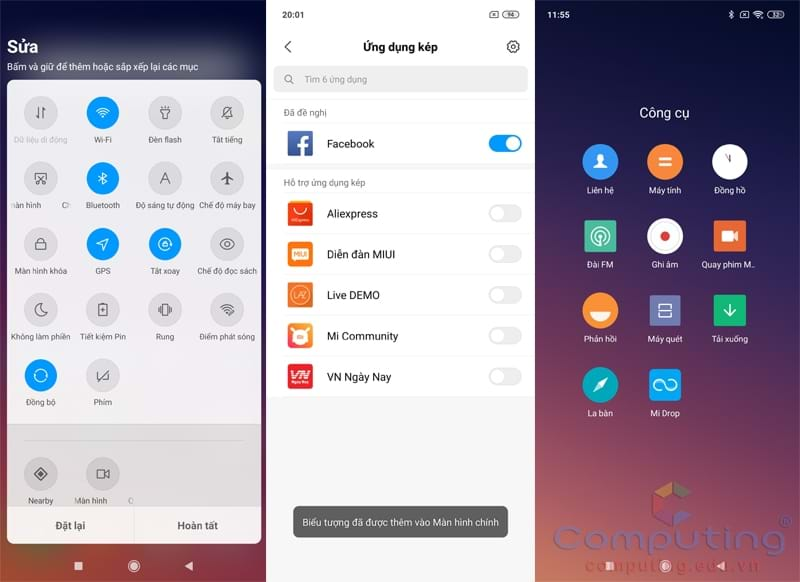 Sửa
Bấm và giữ để thêm hoặc sắp xếp lại các mục
Dữ liệu di động
Wi-Fi
Đèn flash
Tắt tiếng
màn hình
Ch
Bluetooth
Độ sáng tự động
Chế độ máy bay
Màn hình khóa
GPS
Tắt xoay
Chế độ đọc sách
Không làm phiền
Tiết kiệm Pin
Rung
Điểm phát sóng
Đồng bộ
Phím
Nearby
Màn hình
Đặt lại
Hoàn tất
20:01
94
Ứng dụng kép
Tìm 6 ứng dụng
Đã đề nghị
Facebook
Hỗ trợ ứng dụng kép
Aliexpress
MIUI
Diễn đàn MIUI
Live DEMO
Mi Community
VN
Ngày Nay
VN Ngày Nay
Biểu tượng đã được thêm vào Màn hình chính
11:55
Công cụ
Liên hệ
Máy tính
Đồng hồ
Đài FM
Ghi âm
Quay phim M..
Phản hồi
Máy quét
Tải xuống
La bàn
Mi Drop
Computing®
computing.edu.vn